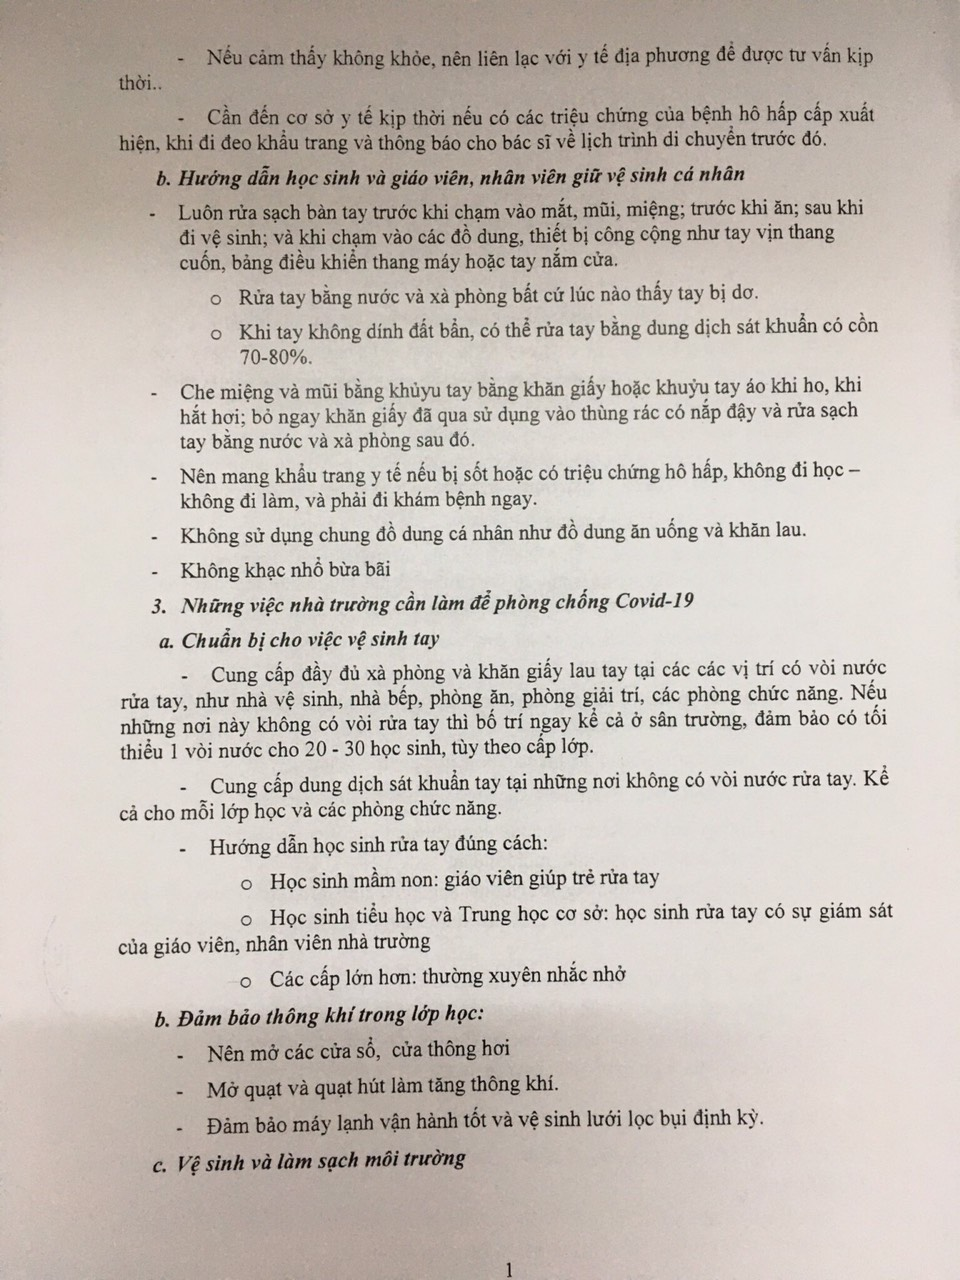 - Nếu cảm thấy không khỏe, nên liên lạc với y tế địa phương để được tư vấn kịp
thời..
- Cần đến cơ sở y tế kịp thời nếu có các triệu chứng của bệnh hô hấp cấp xuất
hiện, khi đi đeo khẩu trang và thông báo cho bác sĩ về lịch trình di chuyển trước đó.
b. Hướng dẫn học sinh và giáo viên, nhân viên giữ vệ sinh cá nhân
- Luôn rửa sạch bàn tay trước khi chạm vào mắt, mũi, miệng; trước khi ăn; sau khi
đi vệ sinh; và khi chạm vào các đồ dung, thiết bị công cộng như tay vịn thang
cuốn, bảng điều khiển thang máy hoặc tay nắm cửa.
o Rửa tay bằng nước và xà phòng bất cứ lúc nào thấy tay bị dơ.
o Khi tay không dính đất bẩn, có thể rửa tay bằng dung dịch sát khuẩn có cồn
70-80%.
- Che miệng và mũi bằng khủyu tay bằng khăn giấy hoặc khuỷu tay áo khi ho, khi
hắt hơi; bỏ ngay khăn giấy đã qua sử dụng vào thùng rác có nắp đậy và rửa sạch
tay bằng nước và xà phòng sau đó.
- Nên mang khẩu trang y tế nếu bị sốt hoặc có triệu chứng hô hấp, không đi học –
không đi làm, và phải đi khám bệnh ngay.
- Không sử dụng chung đồ dung cá nhân như đồ dung ăn uống và khăn lau.
- Không khạc nhổ bừa bãi
3. Những việc nhà trường cần làm để phòng chống Covid-19
a. Chuẩn bị cho việc vệ sinh tay
- Cung cấp đầy đủ xà phòng và khăn giấy lau tay tại các các vị trí có vòi nước
rửa tay, như nhà vệ sinh, nhà bếp, phòng ăn, phòng giải trí, các phòng chức năng. Nếu
những nơi này không có vòi rửa tay thì bố trí ngay kể cả ở sân trường, đảm bảo có tối
thiểu 1 vòi nước cho 20 - 30 học sinh, tùy theo cấp lớp.
- Cung cấp dung dịch sát khuẩn tay tại những nơi không có vòi nước rửa tay. Kể
cả cho mỗi lớp học và các phòng chức năng.
- Hướng dẫn học sinh rửa tay đúng cách:
o Học sinh mầm non: giáo viên giúp trẻ rửa tay
o Học sinh tiểu học và Trung học cơ sở: học sinh rửa tay có sự giám sát
của giáo viên, nhân viên nhà trường
o Các cấp lớn hơn: thường xuyên nhắc nhở
b. Đảm bảo thông khí trong lớp học:
- Nên mở các cửa sổ, cửa thông hơi
- Mở quạt và quạt hút làm tăng thông khí.
- Đảm bảo máy lạnh vận hành tốt và vệ sinh lưới lọc bụi định kỳ.
c. Vệ sinh và làm sạch môi trường
1